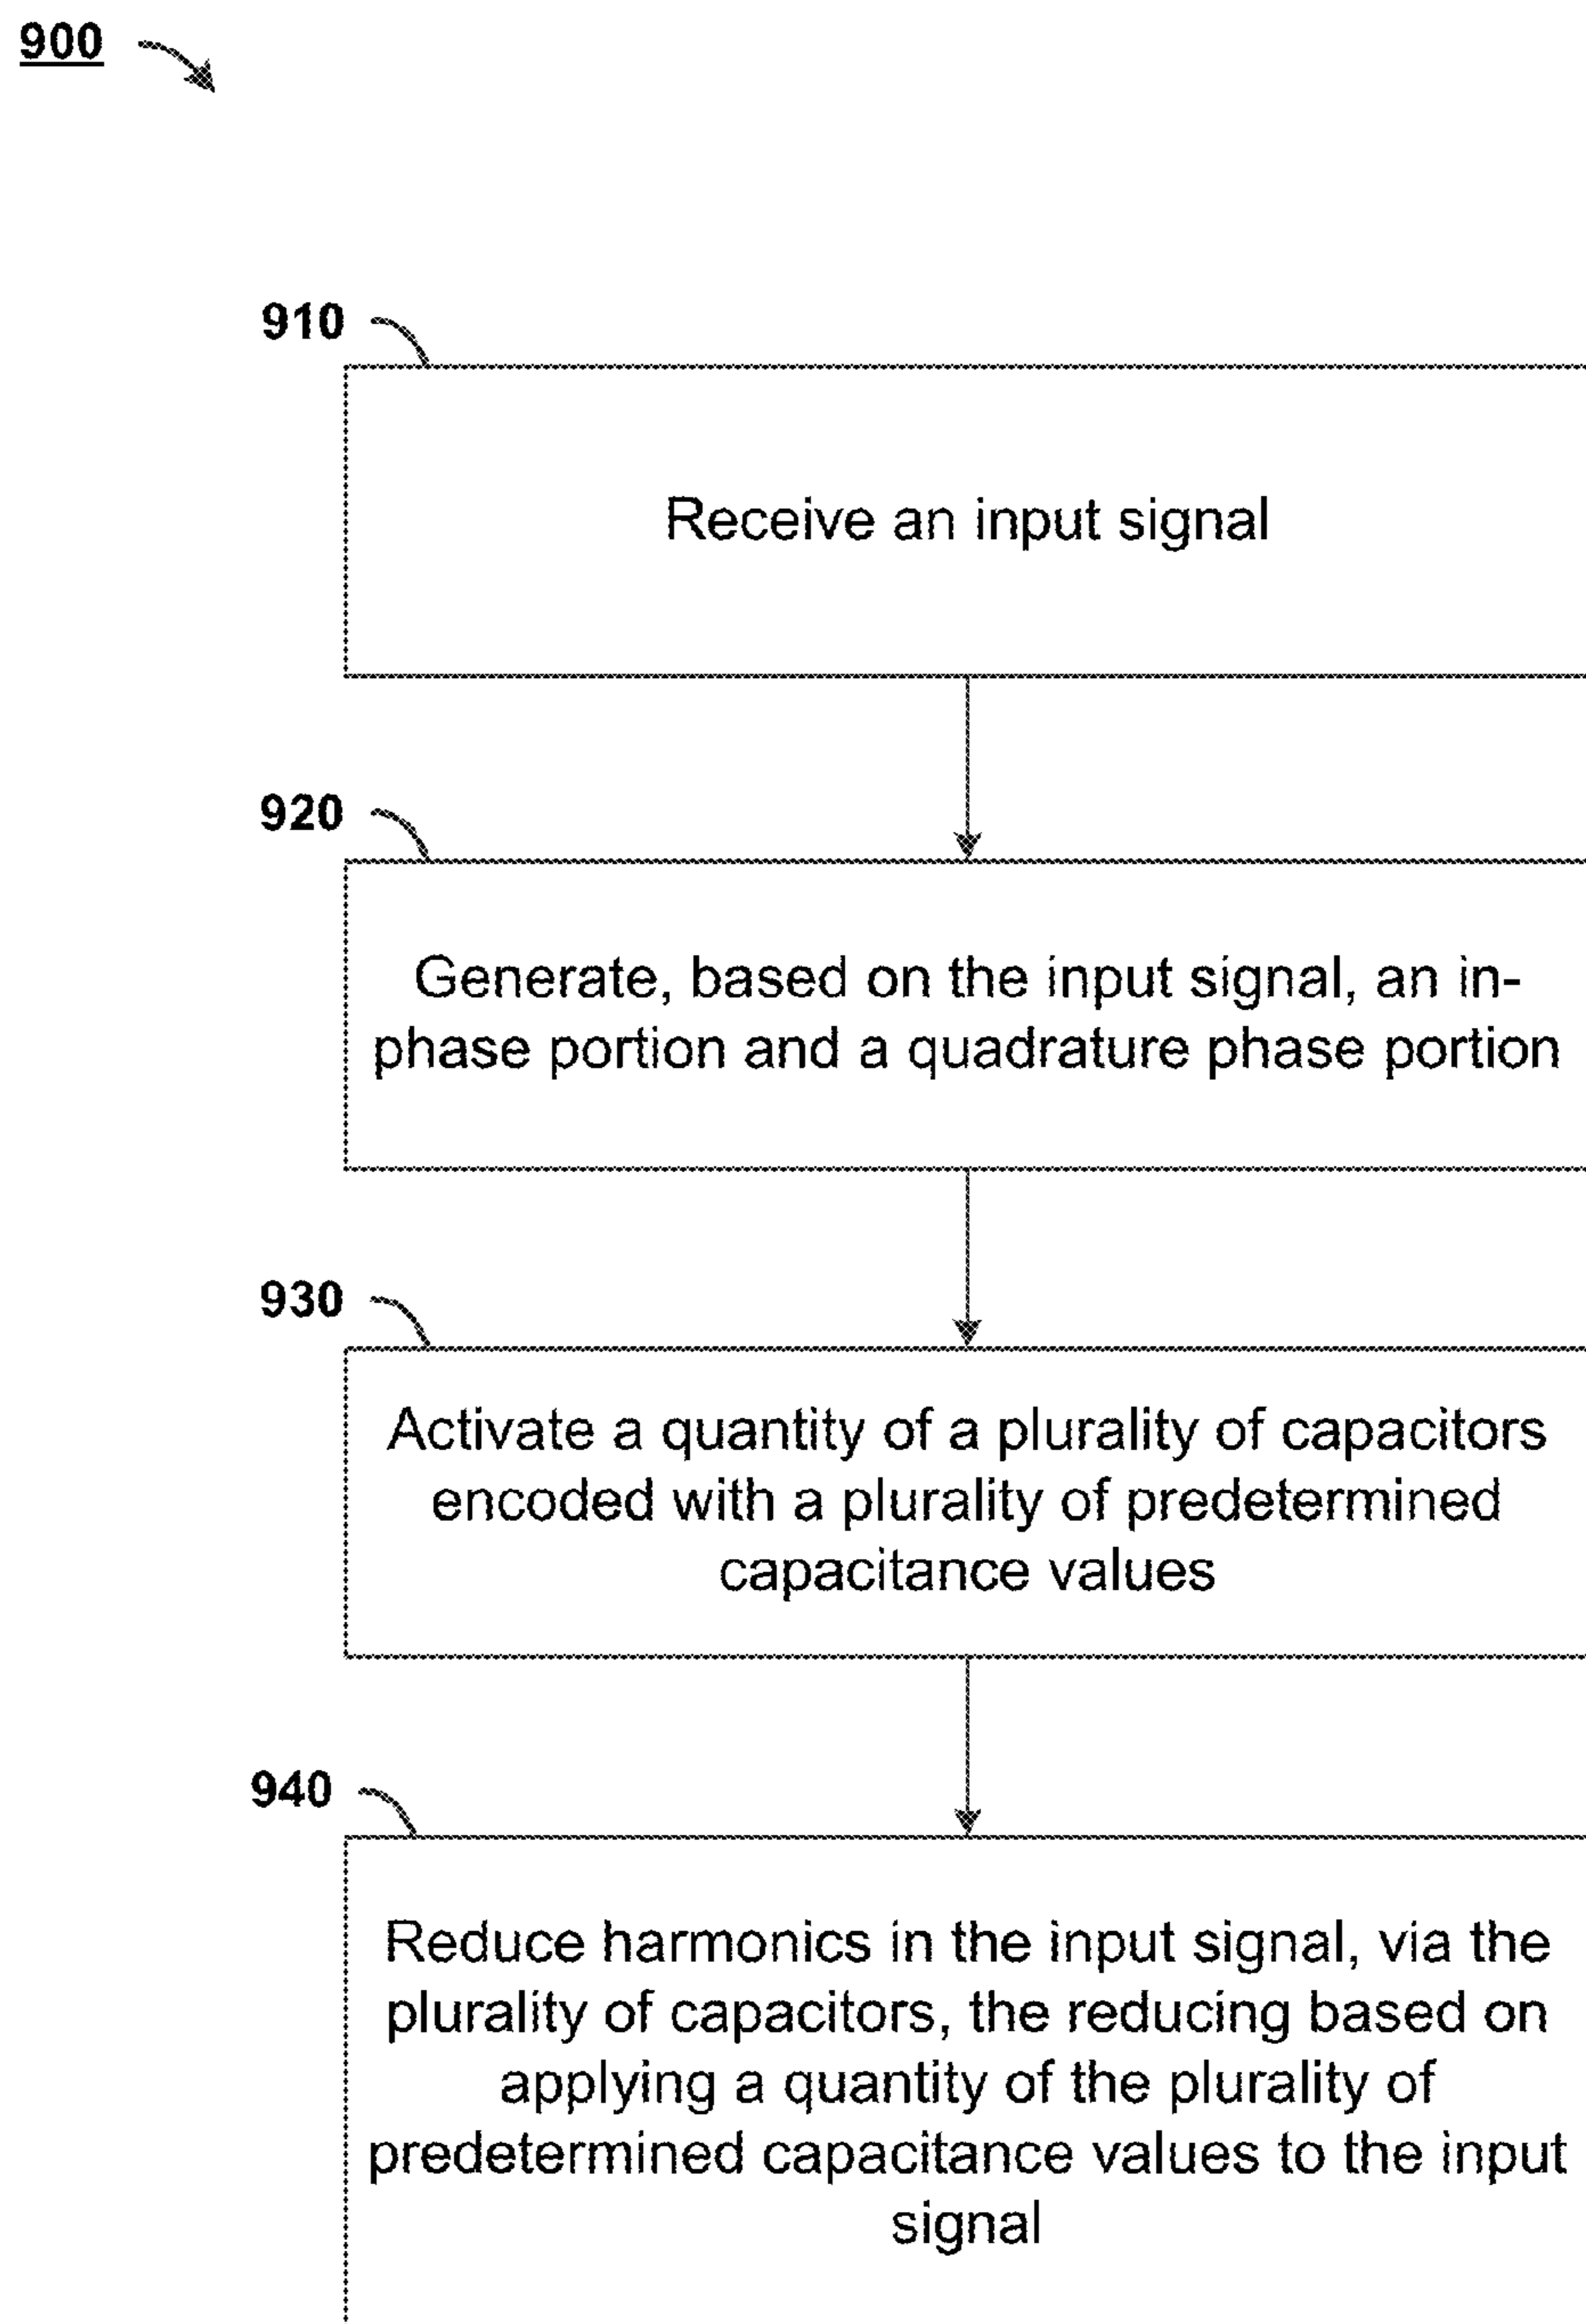 900
910
Receive an input signal
920
Generate, based on the input signal, an in-
phase portion and a quadrature phase portion
930
Activate a quantity of a plurality of capacitors
encoded with a plurality of predetermined
capacitance values
940
Reduce harmonics in the input signal, via the
plurality of capacitors, the reducing based on
applying a quantity of the plurality of
predetermined capacitance values to the input
signal